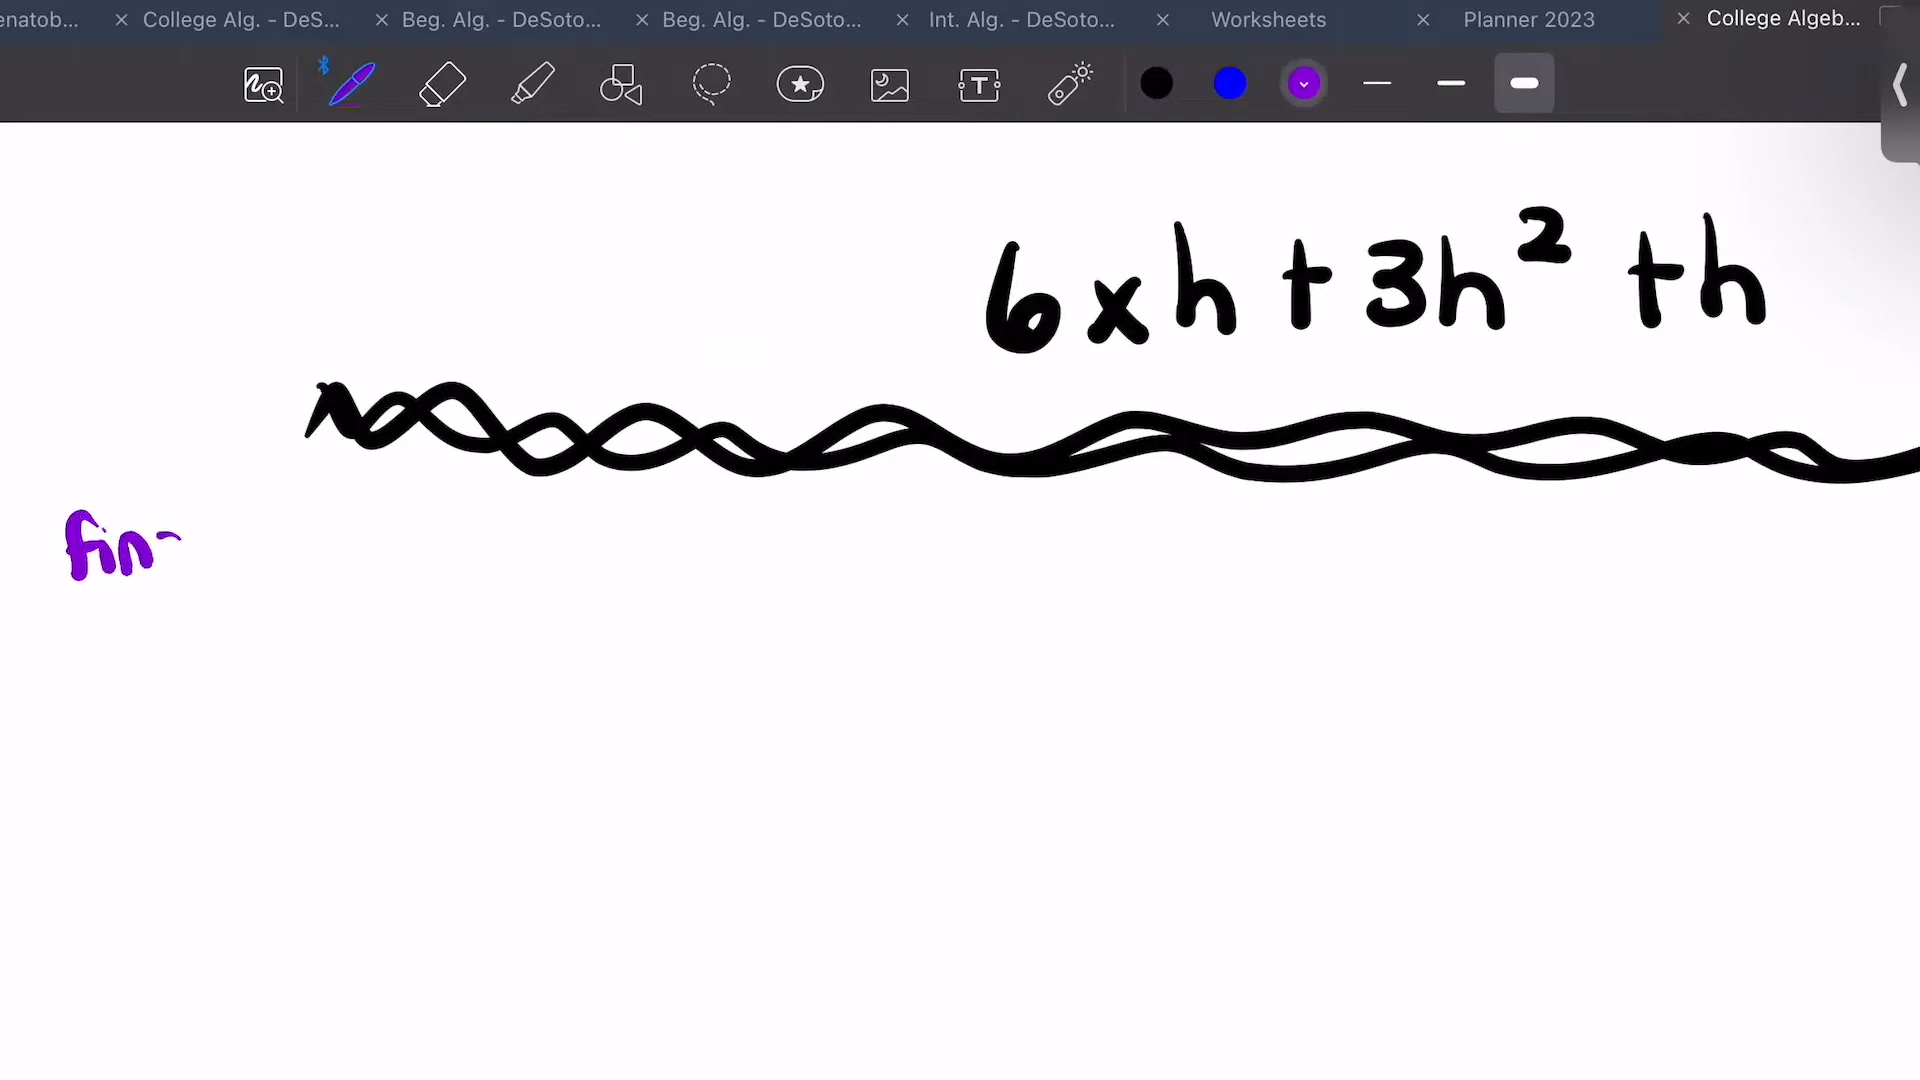 enatob... College Alg. - DeS... Beg. Alg. - DeSoto... Beg. Alg. - DeSoto... Int. Alg. - DeSoto... Worksheets Planner 2023 College Algeb...
T
6xh + 3h² + h
fin